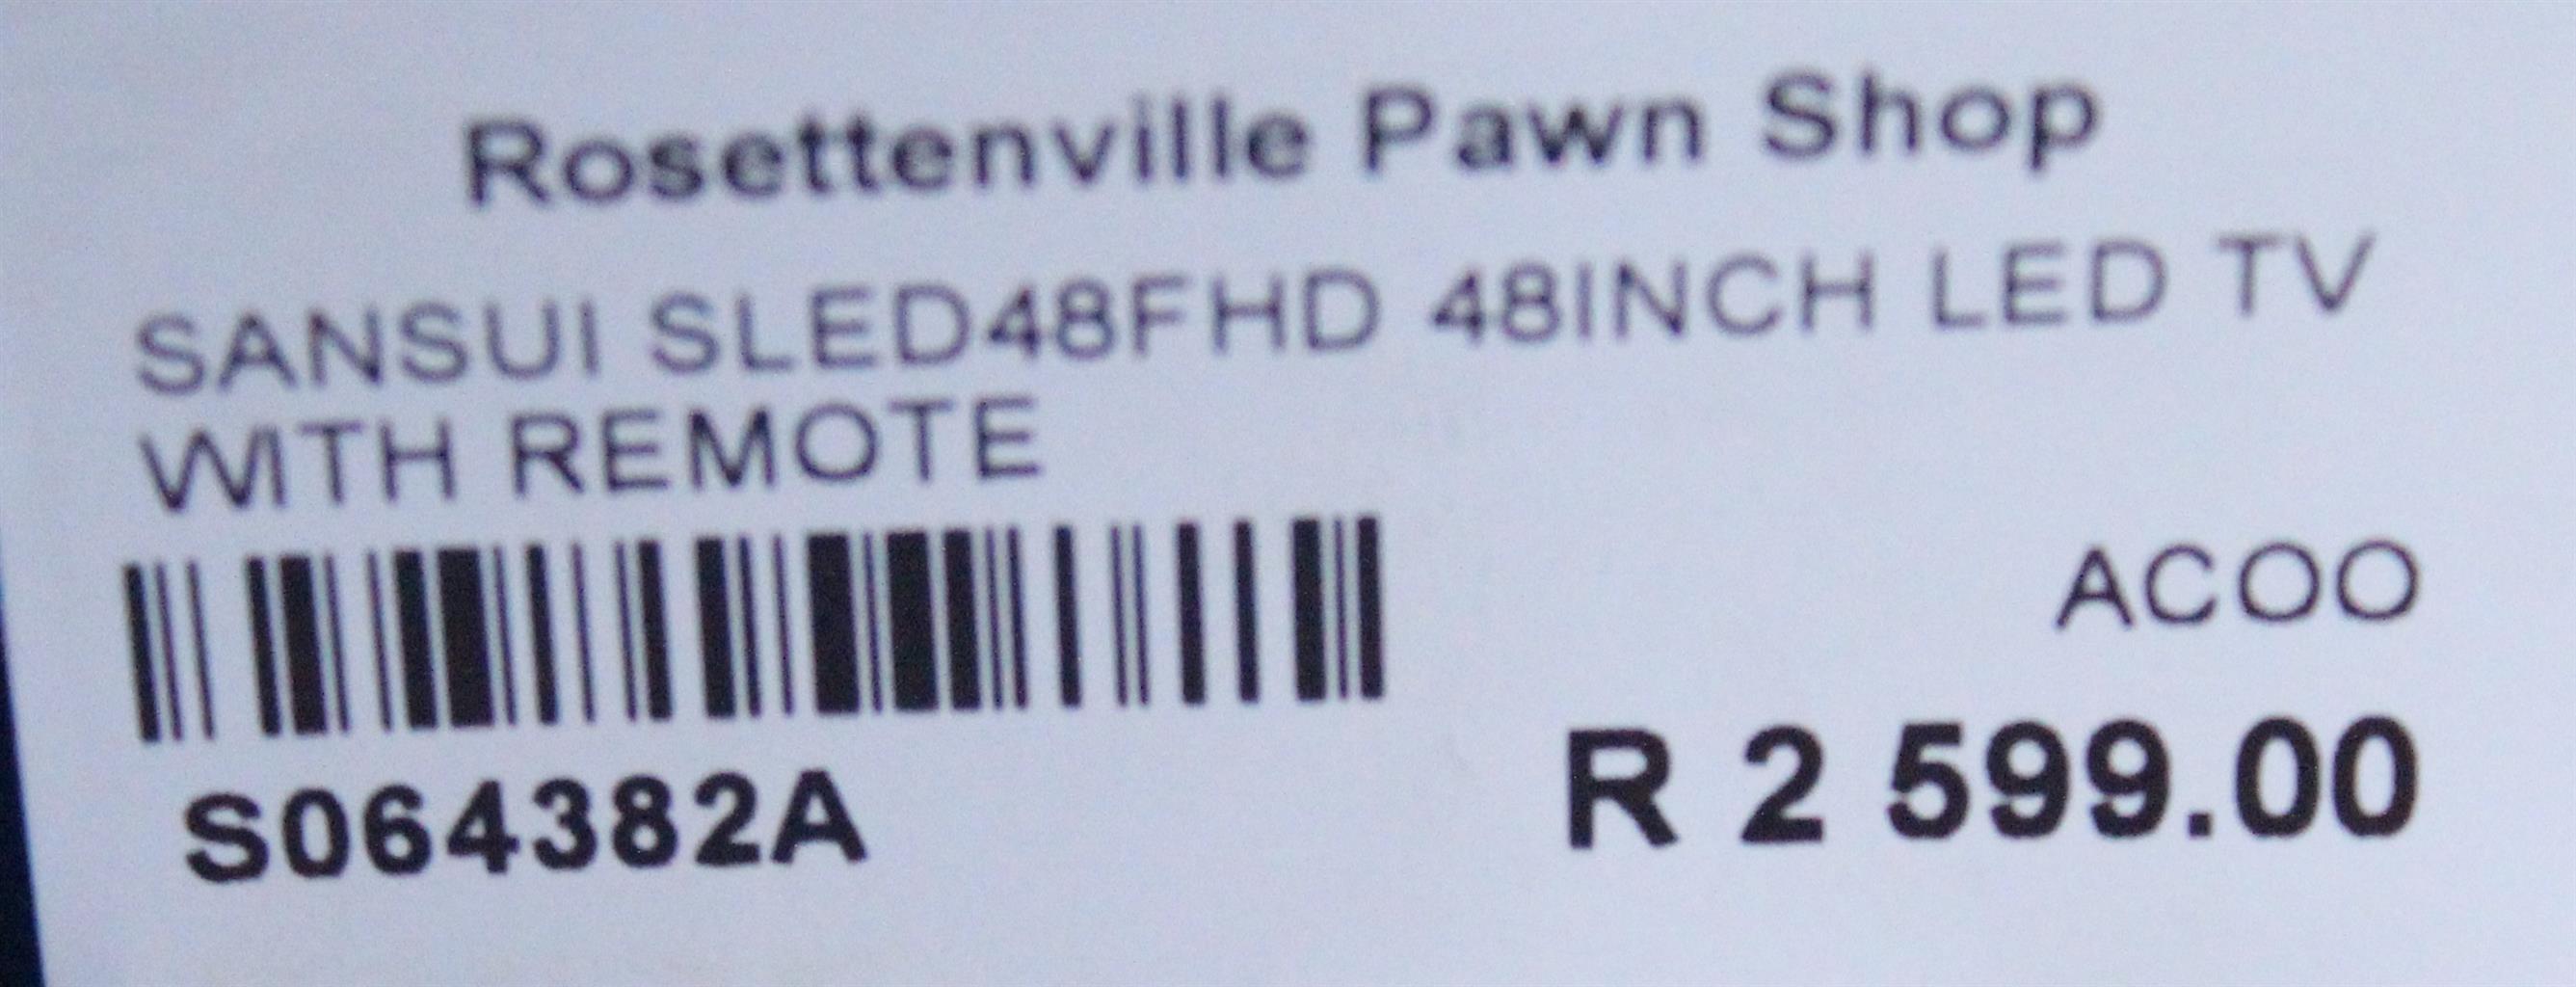 Rosettenville Pawn Shop
SANSUI SLED48FHD 48INCH LED TV
WITH REMOTE
ACOO
S064382A
R 2 599.00